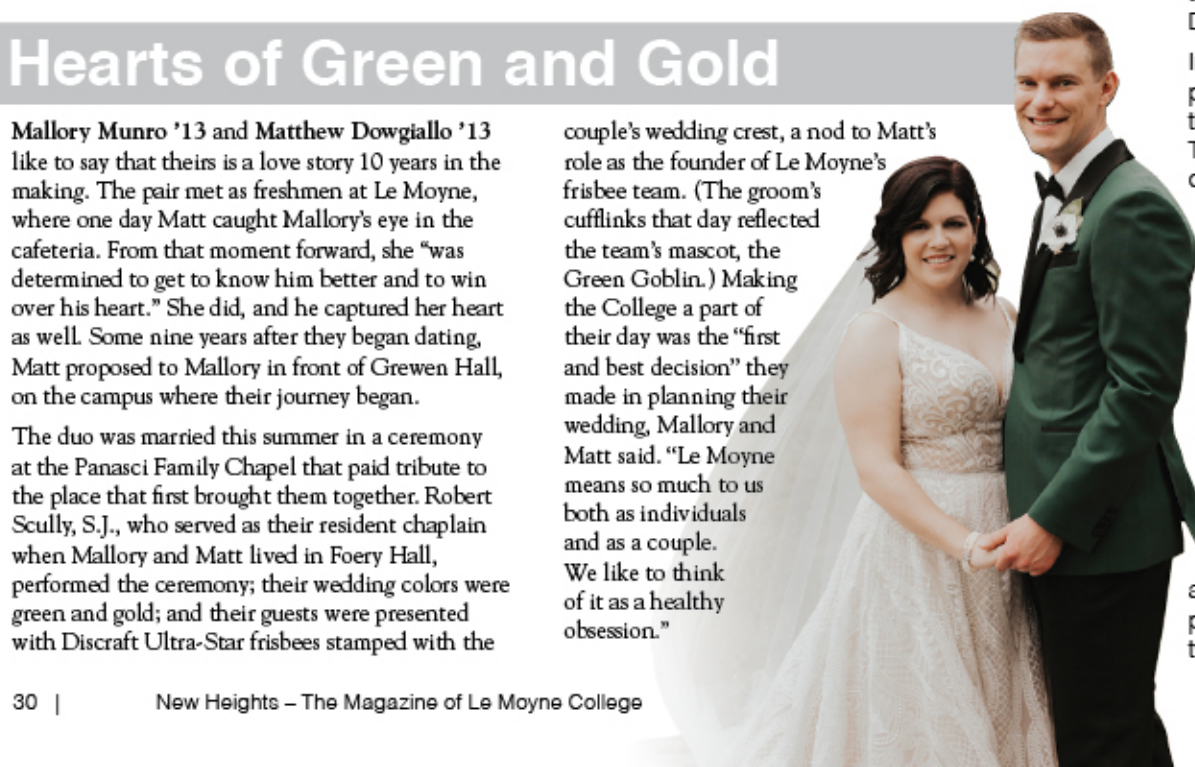 Hearts of Green and Gold
Mallory Munro ’13 and Matthew Dowgiallo ’13
like to say that theirs is a love story 10 years in the
making. The pair met as freshmen at Le Moyne,
where one day Matt caught Mallory’s eye in the
cafeteria. From that moment forward, she “was
determined to get to know him better and to win
over his heart.” She did, and he captured her heart
as well. Some nine years after they began dating,
Matt proposed to Mallory in front of Grewen Hall,
on the campus where their journey began.
The duo was married this summer in a ceremony
at the Panasci Family Chapel that paid tribute to
the place that first brought them together. Robert
Scully, S.J., who served as their resident chaplain
when Mallory and Matt lived in Foery Hall,
performed the ceremony; their wedding colors were
green and gold; and their guests were presented
with Discraft Ultra-Star frisbees stamped with the
couple’s wedding crest, a nod to Matt’s
role as the founder of Le Moyne’s
frisbee team. (The groom’s
cufflinks that day reflected
the team’s mascot, the
Green Goblin.) Making
the College a part of
their day was the “first
and best decision” they
made in planning their
wedding, Mallory and
Matt said. “Le Moyne
means so much to us
both as individuals
and as a couple.
We like to think
of it as a healthy
obsession.”
30 | New Heights – The Magazine of Le Moyne College